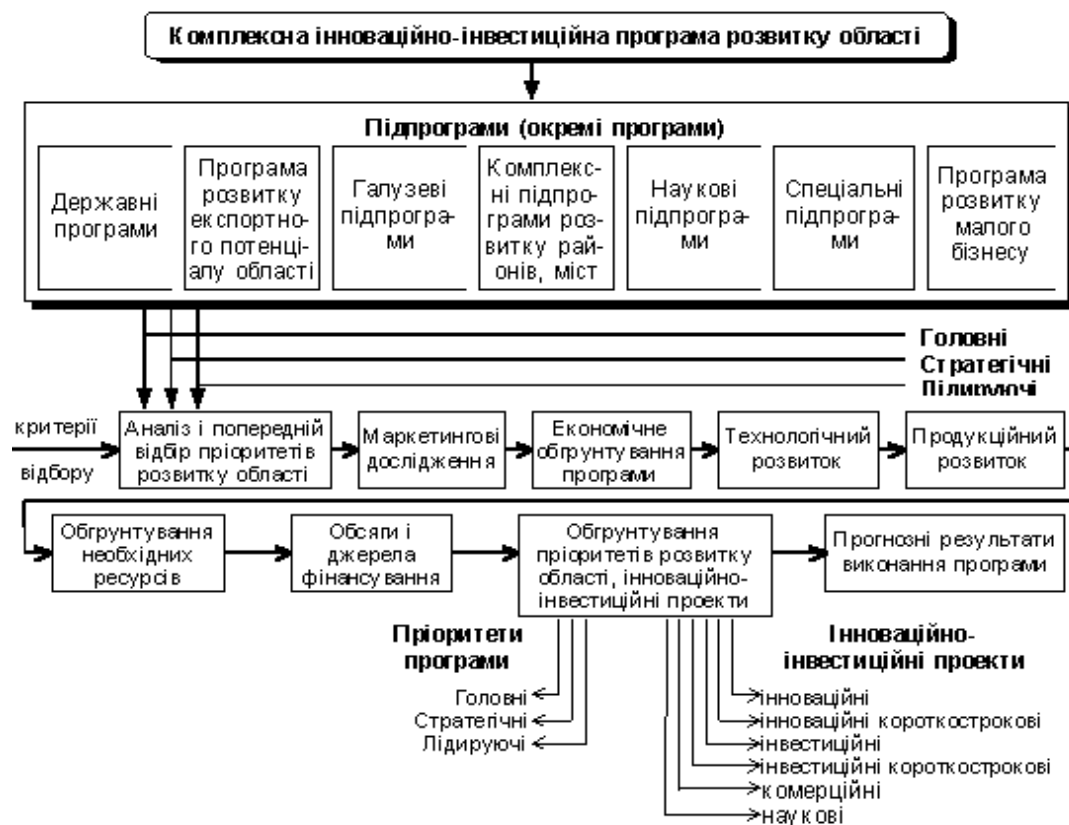 Комплексна інноваційно-інвестиційна програма розвитку області
Підпрограми (окремі програми)
Державні
програми
Програма
розвитку
експортно-
го потенці-
алу області
Галузеві
підпрогра-
ми
Комплекс-
ні підпро-
грами роз-
витку рай-
онів, міст
Наукові
підпрогра-
ми
Спеціальні
підпрогра-
ми
Програма
розвитку
малого
бізнесу
Головні
Стратегічні
Лідируючі
критерії
відбору
Аналіз і попередній
відбір пріоритетів
розвитку області
Маркетингові
дослідження
Економічне
обгрунтування
програми
Технологічний
розвиток
Продукційний
розвиток
Обгрунтування
необхідних
ресурсів
Обсяги і
джерела
фінансування
Обгрунтування
пріоритетів розвитку
області, інноваційно-
інвестиційні проекти
Прогнозні результати
виконання програми
Пріоритети
програми
Головні
Стратегічні
Лідируючі
Інноваційно-
інвестиційні проекти
інноваційні
інноваційні короткострокові
інвестиційні
інвестиційні короткострокові
комерційні
наукові